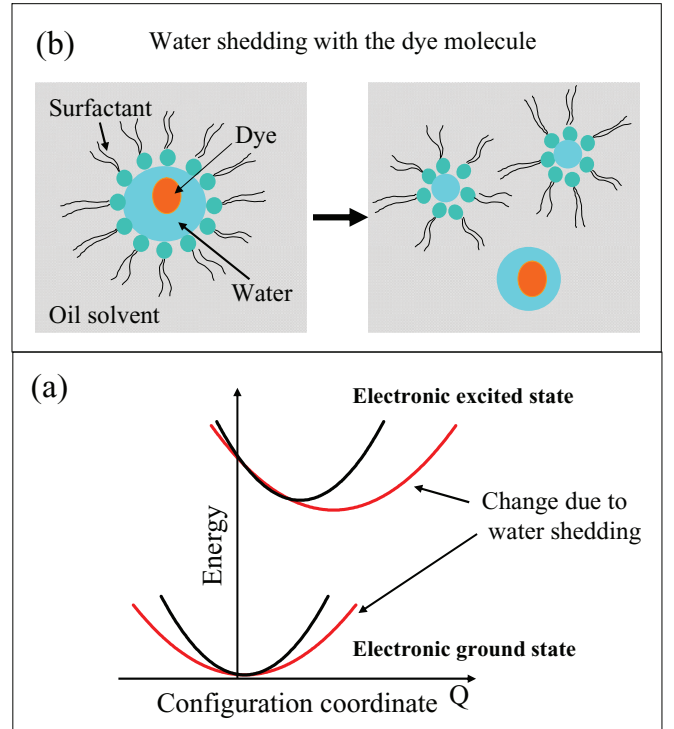 (b)
Water shedding with the dye molecule
Surfactant
Dye
Water
Oil solvent
(a)
Electronic excited state
Energy
Change due to
water shedding
Electronic ground state
Configuration coordinate
Q